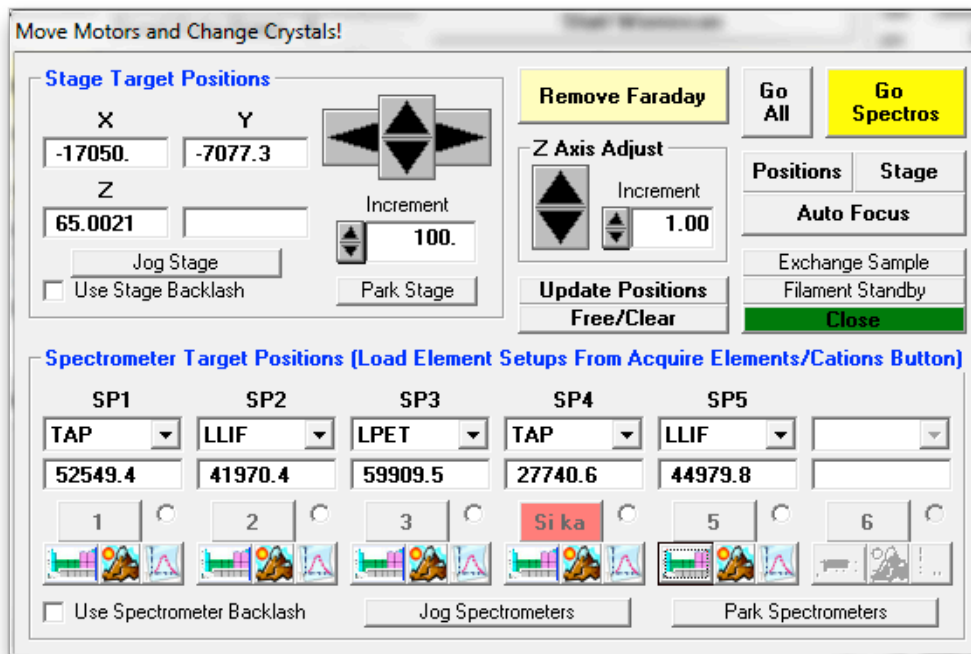 Move Motors and Change Crystals!
Stage Target Positions
X Y
-17050. -7077.3
Z
65.0021
Jog Stage
Use Stage Backlash
Increment
100.
Park Stage
Remove Faraday
Z Axis Adjust
Increment
1.00
Update Positions
Free/Clear
Go All
Go Spectros
Positions Stage
Auto Focus
Exchange Sample
Filament Standby
Close
Spectrometer Target Positions (Load Element Setups From Acquire Elements/Cations Button)
SP1 SP2 SP3 SP4 SP5
TAP LLIF LPET TAP LLIF
52549.4 41970.4 59909.5 27740.6 44979.8
1 2 3 Si ka 5 6
Use Spectrometer Backlash Jog Spectrometers Park Spectrometers